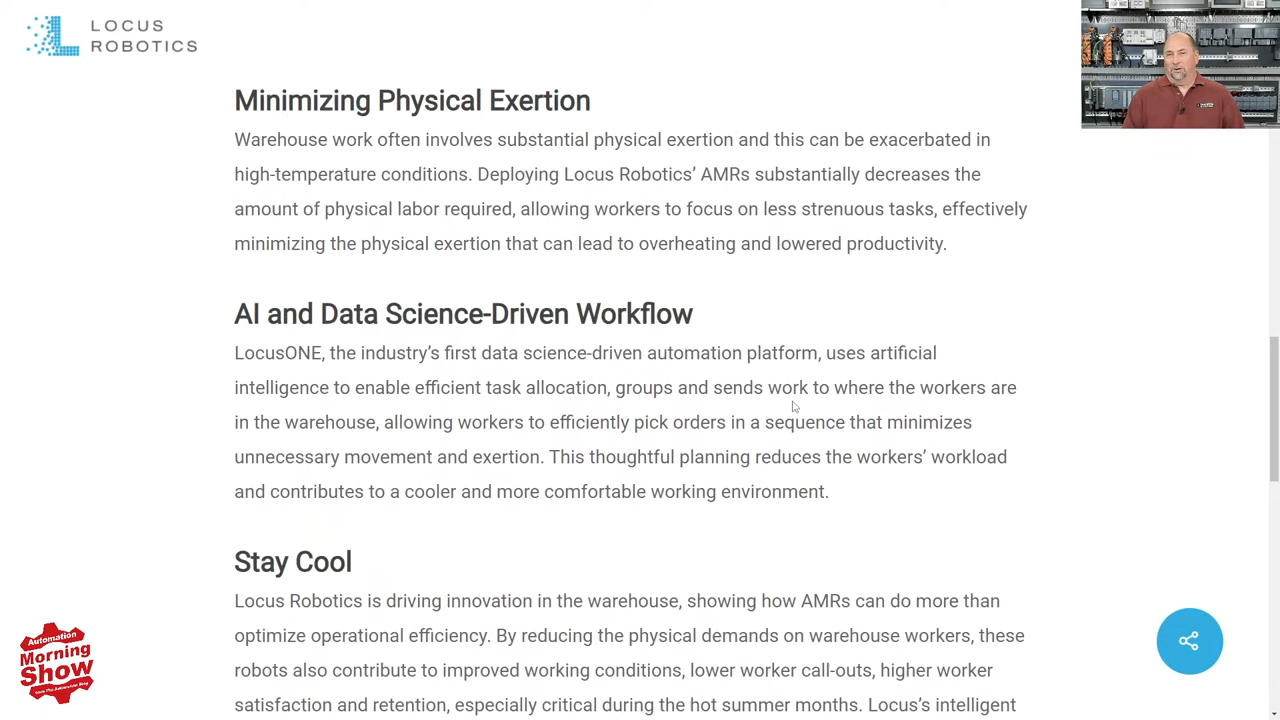 LOCUS
ROBOTICS
Minimizing Physical Exertion
Warehouse work often involves substantial physical exertion and this can be exacerbated in
high-temperature conditions. Deploying Locus Robotics’ AMRs substantially decreases the
amount of physical labor required, allowing workers to focus on less strenuous tasks, effectively
minimizing the physical exertion that can lead to overheating and lowered productivity.
AI and Data Science-Driven Workflow
LocusONE, the industry’s first data science-driven automation platform, uses artificial
intelligence to enable efficient task allocation, groups and sends work to where the workers are
in the warehouse, allowing workers to efficiently pick orders in a sequence that minimizes
unnecessary movement and exertion. This thoughtful planning reduces the workers’ workload
and contributes to a cooler and more comfortable working environment.
Stay Cool
Locus Robotics is driving innovation in the warehouse, showing how AMRs can do more than
optimize operational efficiency. By reducing the physical demands on warehouse workers, these
robots also contribute to improved working conditions, lower worker call-outs, higher worker
satisfaction and retention, especially critical during the hot summer months. Locus’s intelligent
Automation
Morning
Show